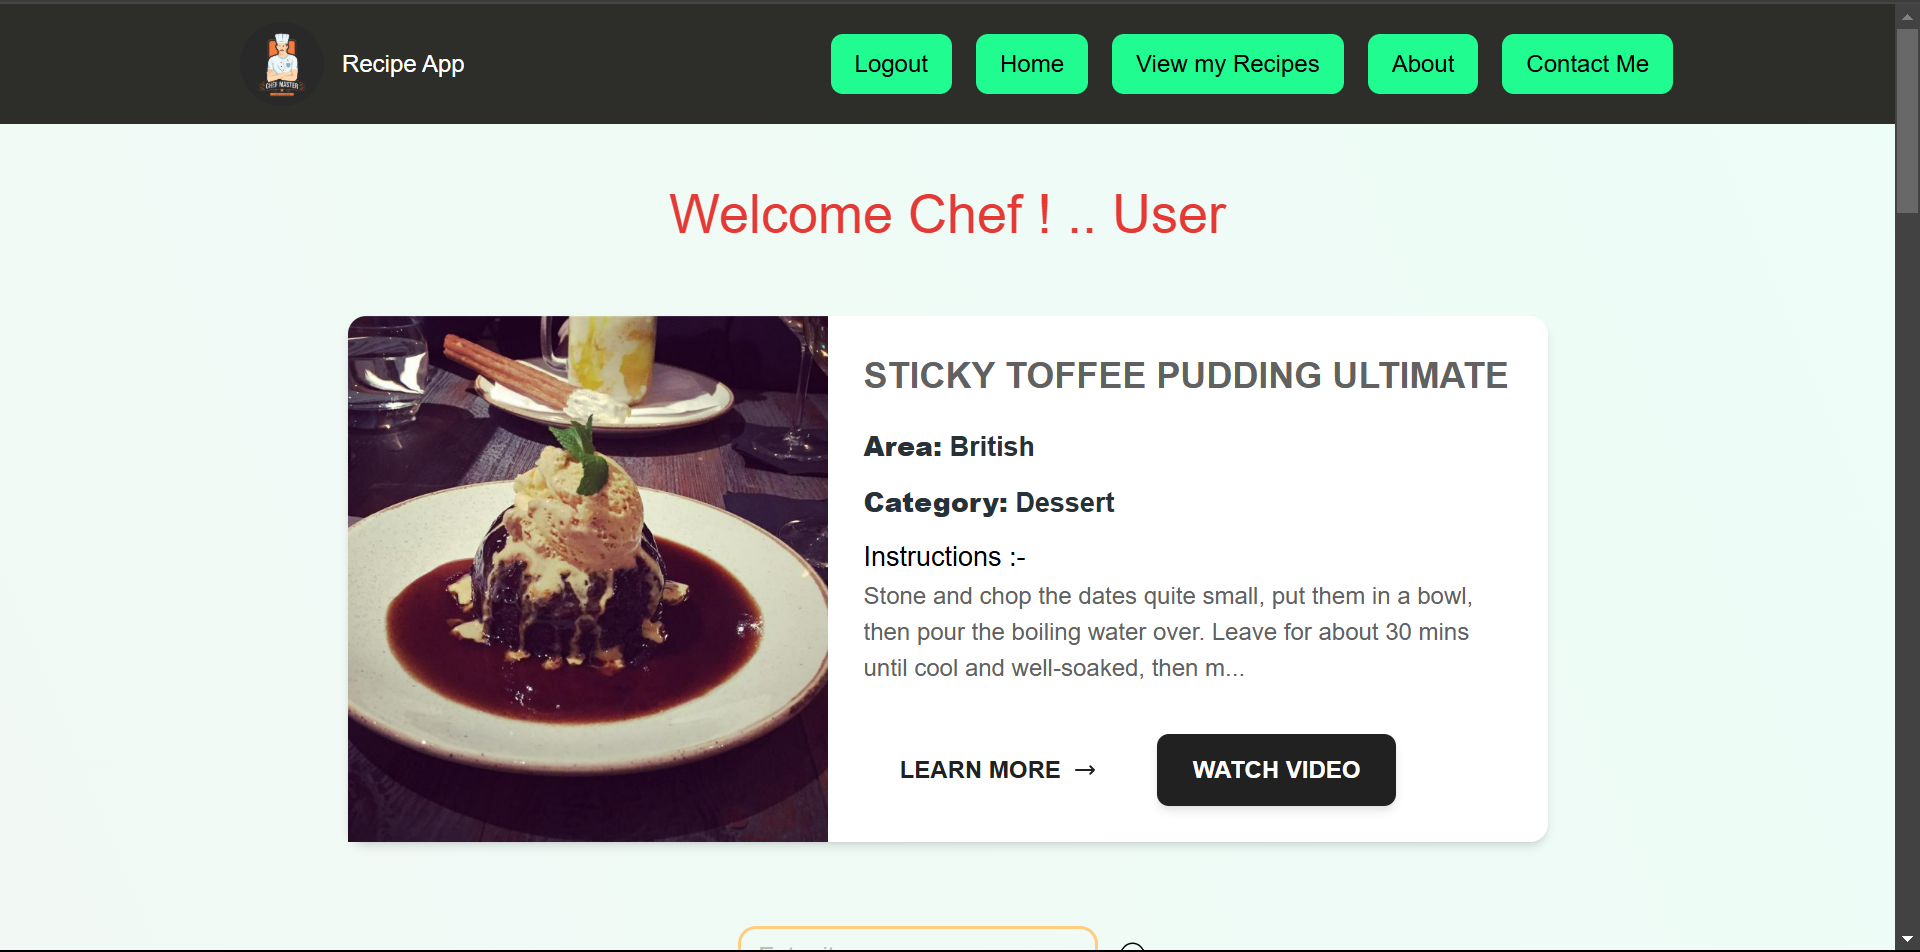 CHEF MASTER
Recipe App
Logout
Home
View my Recipes
About
Contact Me
Welcome Chef ! .. User
STICKY TOFFEE PUDDING ULTIMATE
Area: British
Category: Dessert
Instructions :-
Stone and chop the dates quite small, put them in a bowl,
then pour the boiling water over. Leave for about 30 mins
until cool and well-soaked, then m...
LEARN MORE →
WATCH VIDEO